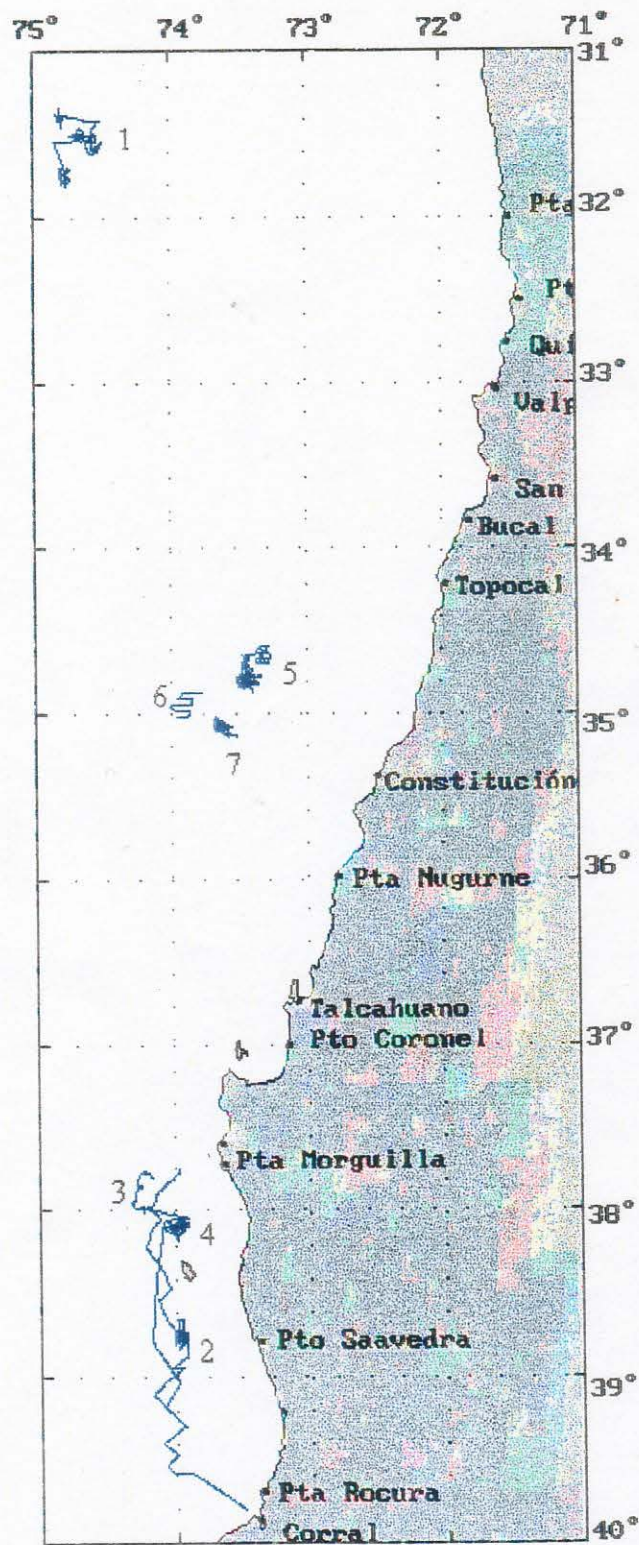 75° 74° 73° 72° 71°
31°
1
Pta
32°
Pt
Qui
33°
Valp
San
Bucal
34°
Topocal
5
6
35°
7
Constitución
36°
Pta Nugurne
Talcahuano
37°
Pto Coronel
Pta Morguilla
3
38°
4
Pto Saavedra
2
39°
Pta Rocura
Corral
40°